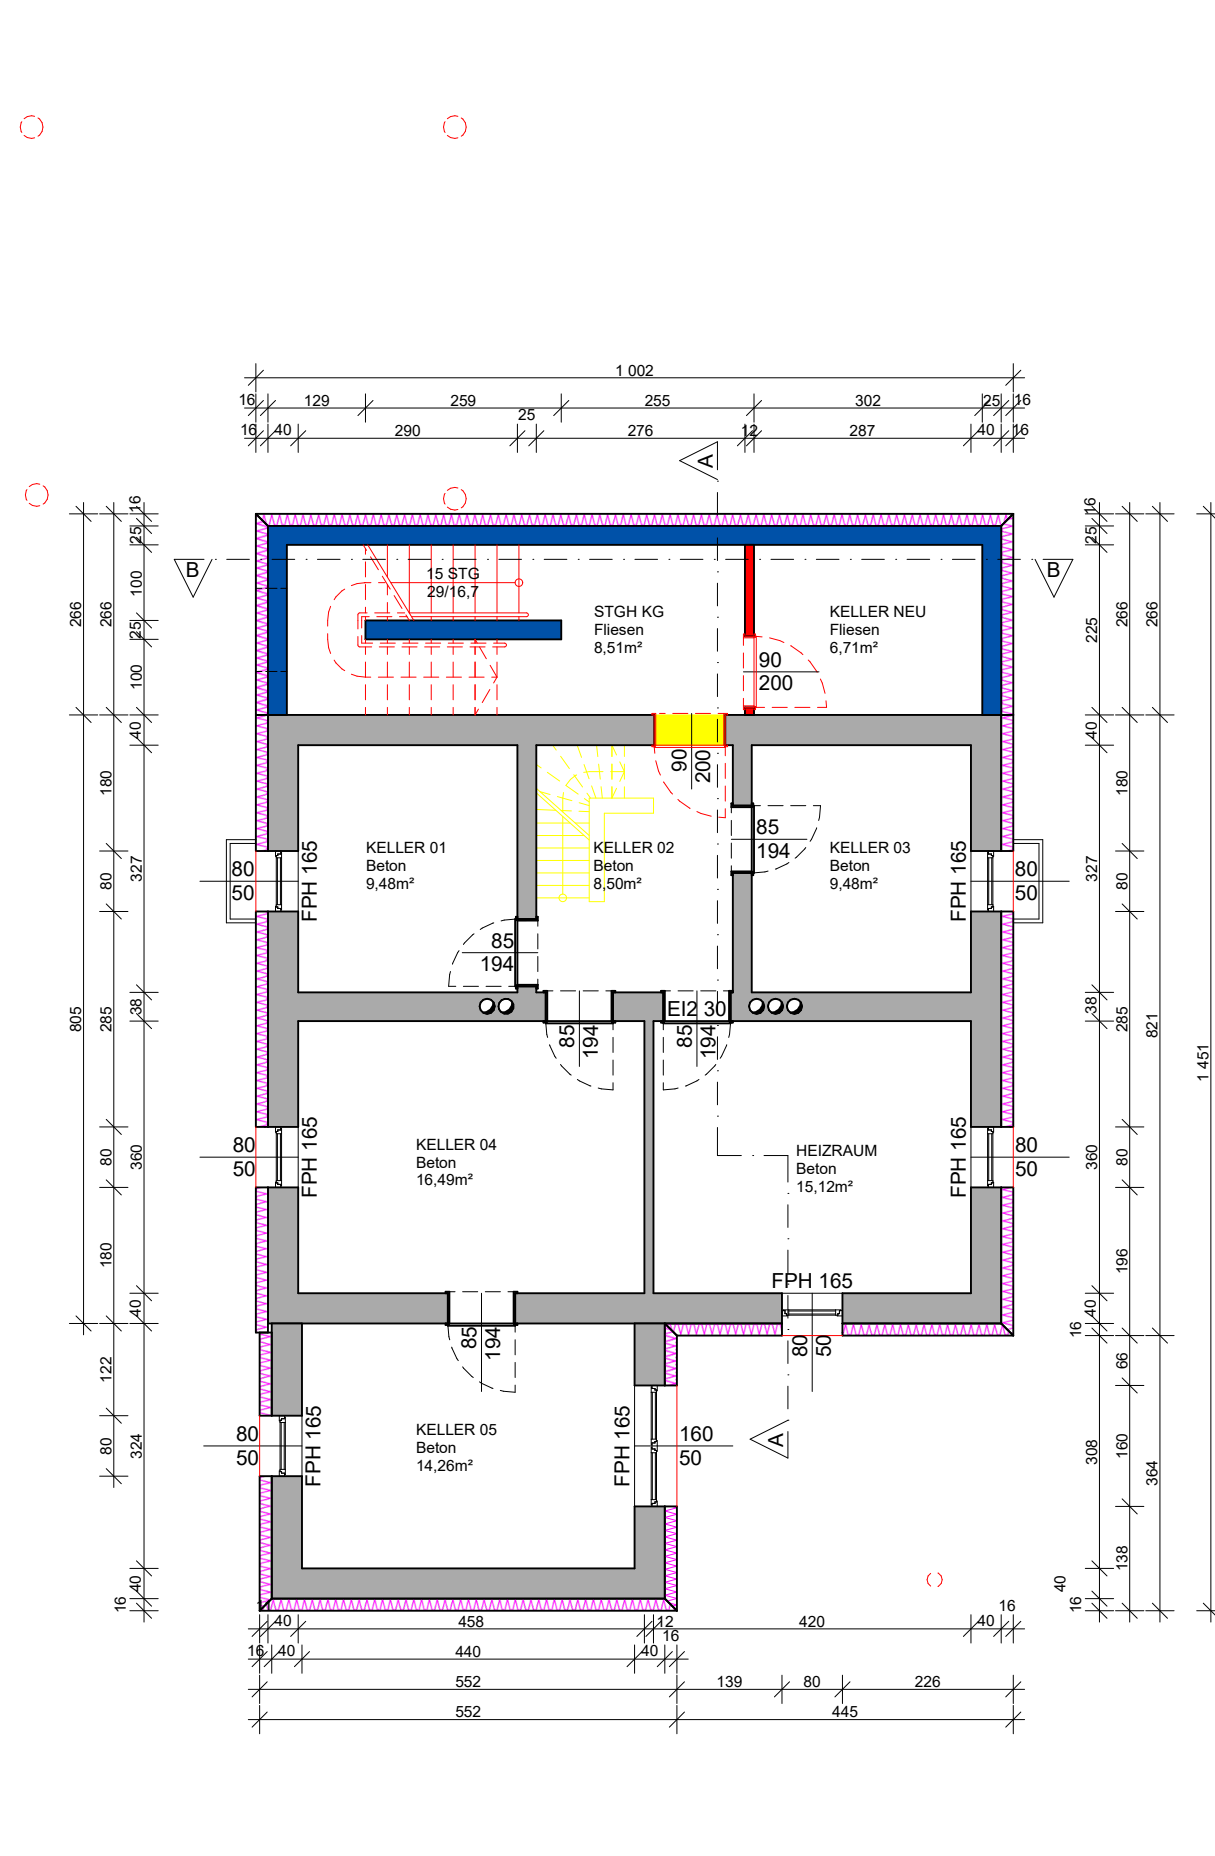 1 002
16 129 259 255 302 25 16
25
16 40 290 276 12 287 40 16
A
16 25 100 25 100 40 180 327 80 38 285 360 80 180 40 122 324 80 40 16
266 266 805
16 25 225 40 180 327 80 38 285 360 80 196 40 16 66 308 160 138 40 16
266 266 821 364 1 451
B
B
15 STG
29/16,7
STGH KG
Fliesen
8,51m²
KELLER NEU
Fliesen
6,71m²
90
200
90
200
KELLER 01
Beton
9,48m²
KELLER 02
Beton
8,50m²
KELLER 03
Beton
9,48m²
85
194
80
50
FPH 165
FPH 165
80
50
85
194
EI2 30
85
194
85
194
80
50
FPH 165
KELLER 04
Beton
16,49m²
HEIZRAUM
Beton
15,12m²
FPH 165
80
50
FPH 165
80
50
85
194
80
50
FPH 165
KELLER 05
Beton
14,26m²
FPH 165
160
50
A
40 458 12 420 40 16
16 40 440 40 16
552 139 80 226
552 445